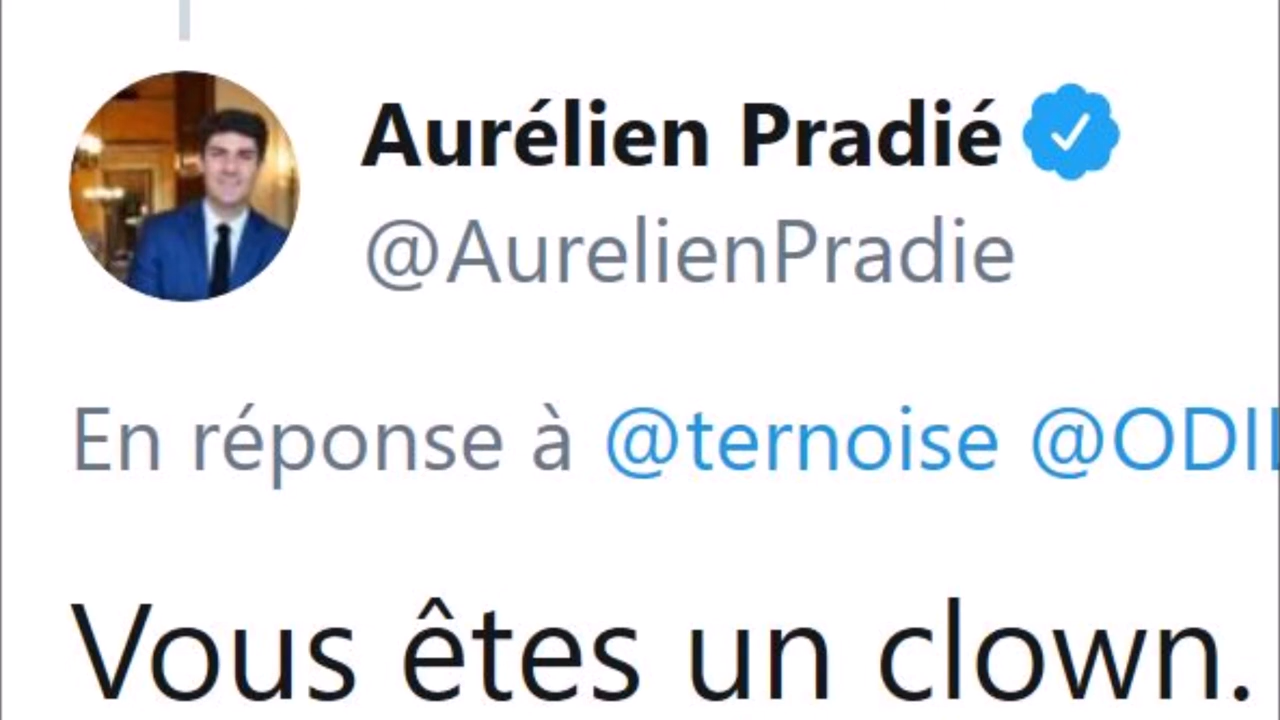 Aurélien Pradié
@AurelienPradie
En réponse à @ternoise
Vous êtes un clown.